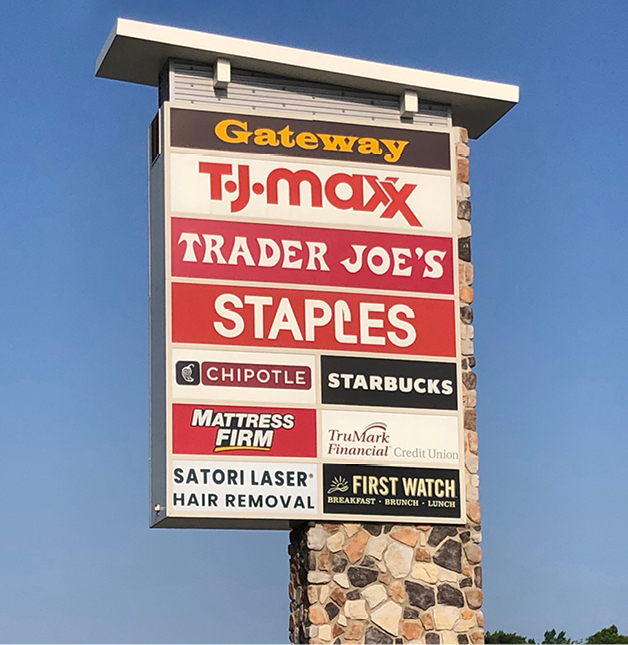 Gateway
T•J•maxx
TRADER JOE'S
STAPLES
CHIPOTLE
STARBUCKS
MATTRESS
FIRM
TruMark
Financial
Credit Union
SATORI LASER®
HAIR REMOVAL
FIRST WATCH
BREAKFAST • BRUNCH • LUNCH